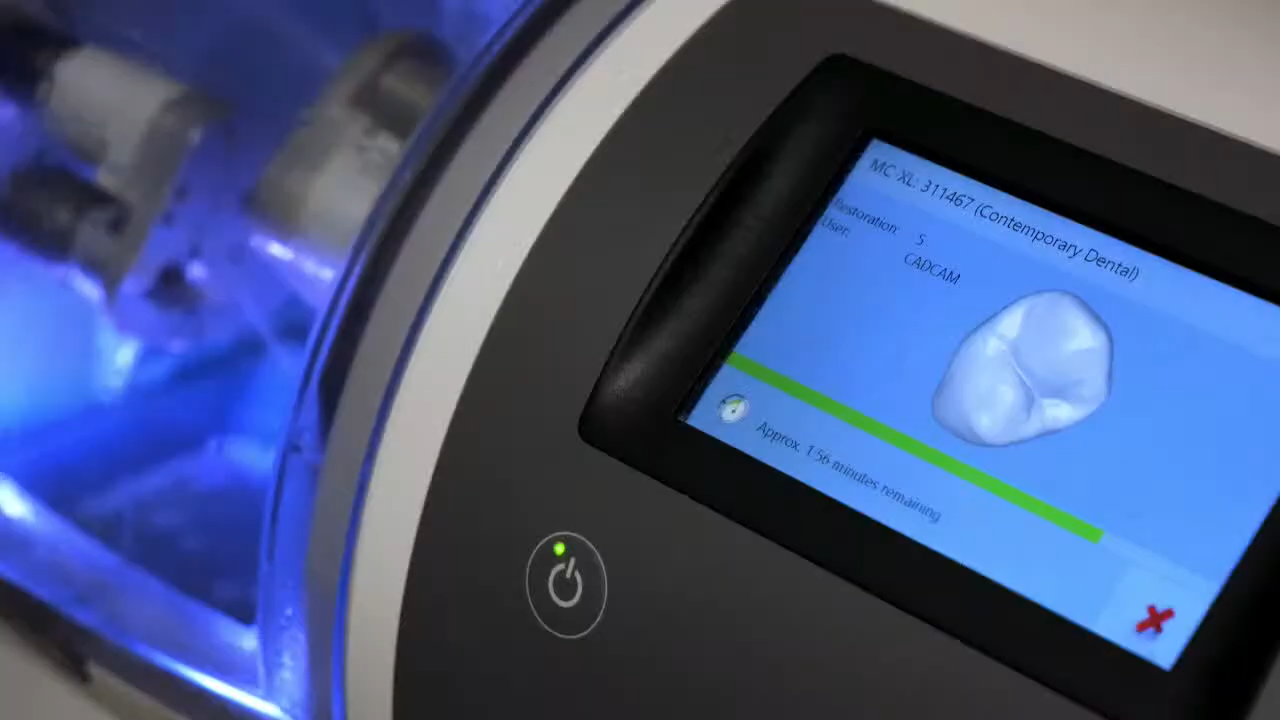 MC XL: 311467 (Contemporary Dental)
Restoration: 5
User: CADCAM
Approx. 1:56 minutes remaining